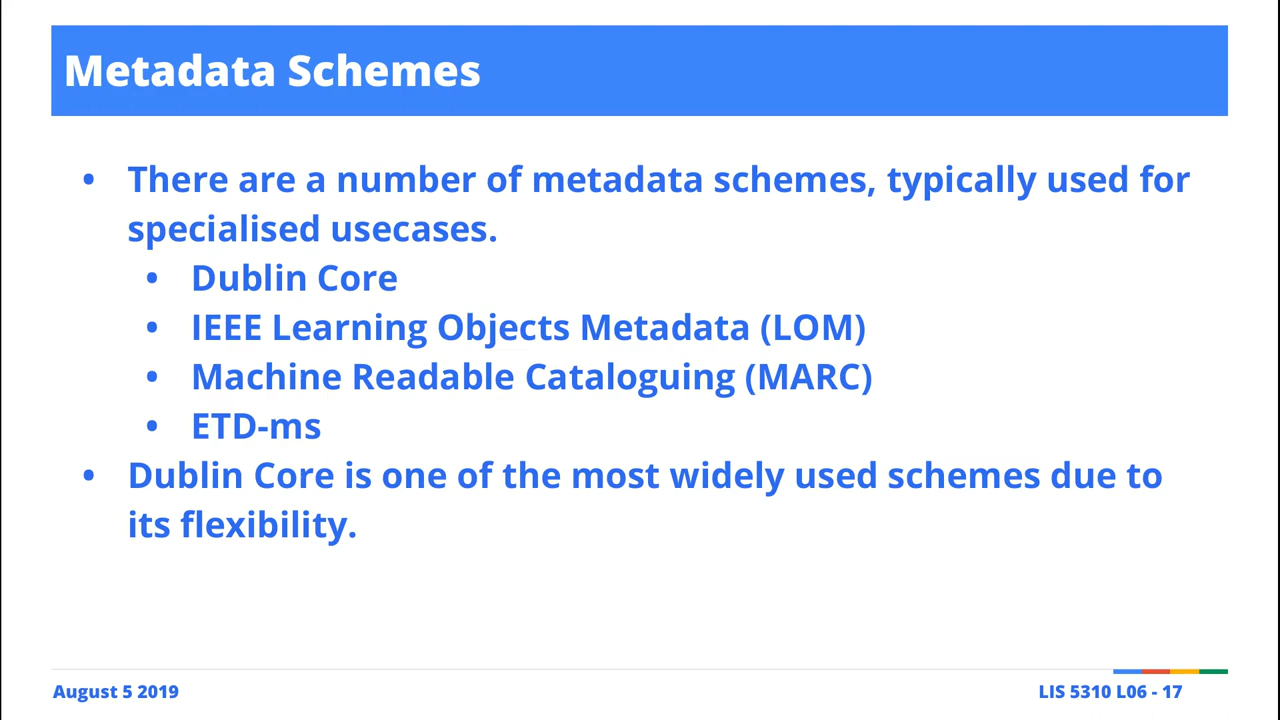 Metadata Schemes
• There are a number of metadata schemes, typically used for
specialised usecases.
• Dublin Core
• IEEE Learning Objects Metadata (LOM)
• Machine Readable Cataloguing (MARC)
• ETD-ms
• Dublin Core is one of the most widely used schemes due to
its flexibility.
August 5 2019
LIS 5310 L06 - 17